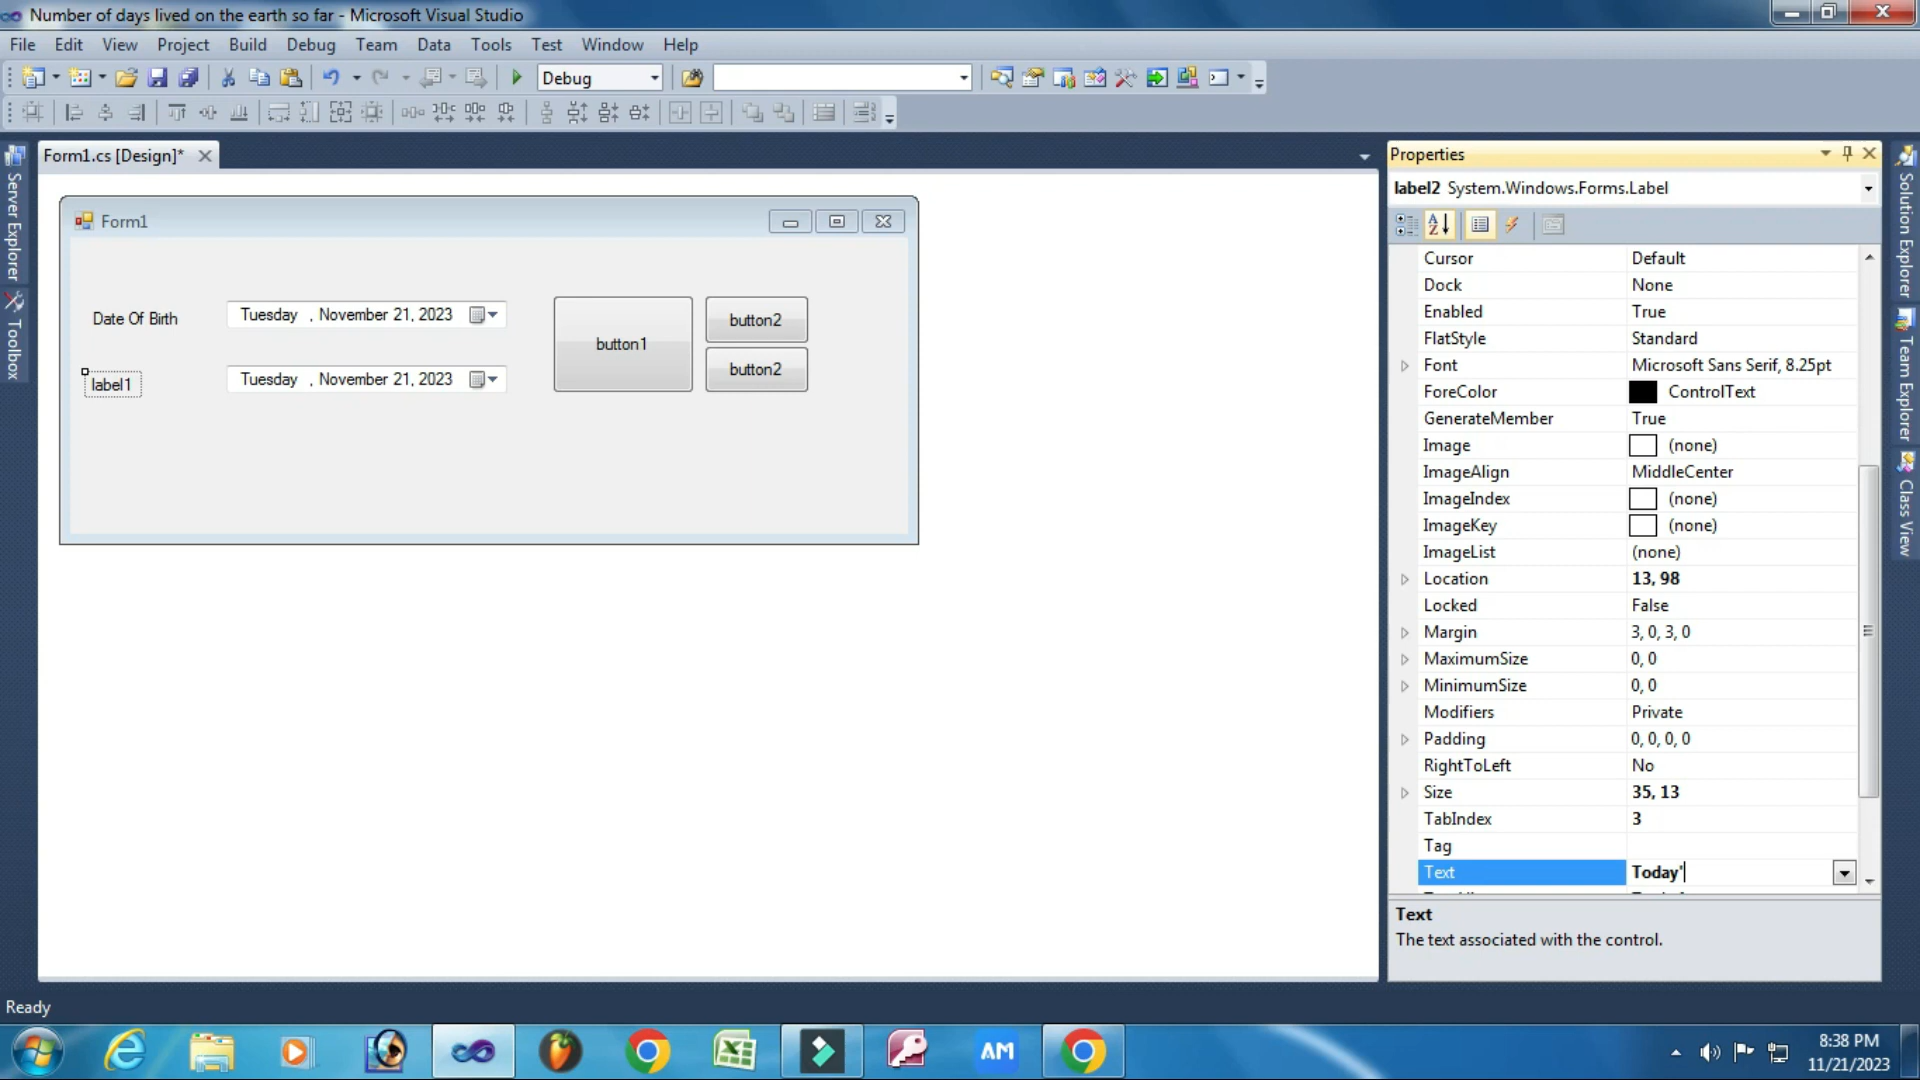 Number of days lived on the earth so far - Microsoft Visual Studio
File Edit View Project Build Debug Team Data Tools Test Window Help
Debug
Form1.cs [Design]*
Server Explorer
Toolbox
Form1
Date Of Birth
Tuesday , November 21, 2023
button1
button2
label1
Tuesday , November 21, 2023
button2
Properties
label2 System.Windows.Forms.Label
Cursor Default
Dock None
Enabled True
FlatStyle Standard
Font Microsoft Sans Serif, 8.25pt
ForeColor ControlText
GenerateMember True
Image (none)
ImageAlign MiddleCenter
ImageIndex (none)
ImageKey (none)
ImageList (none)
Location 13, 98
Locked False
Margin 3, 0, 3, 0
MaximumSize 0, 0
MinimumSize 0, 0
Modifiers Private
Padding 0, 0, 0, 0
RightToLeft No
Size 35, 13
TabIndex 3
Tag
Text Today'
Text
The text associated with the control.
Solution Explorer
Team Explorer
Class View
Ready
AM
8:38 PM
11/21/2023